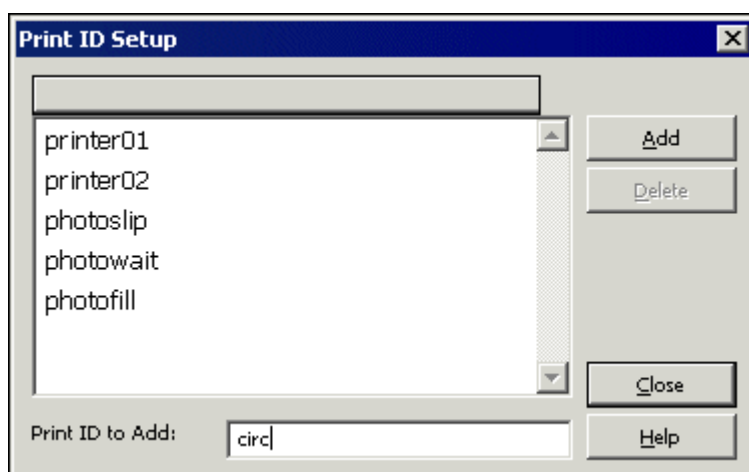 Print ID Setup
printer01
printer02
photoslip
photowait
photofill
Add
Delete
Close
Print ID to Add:
circ
Help